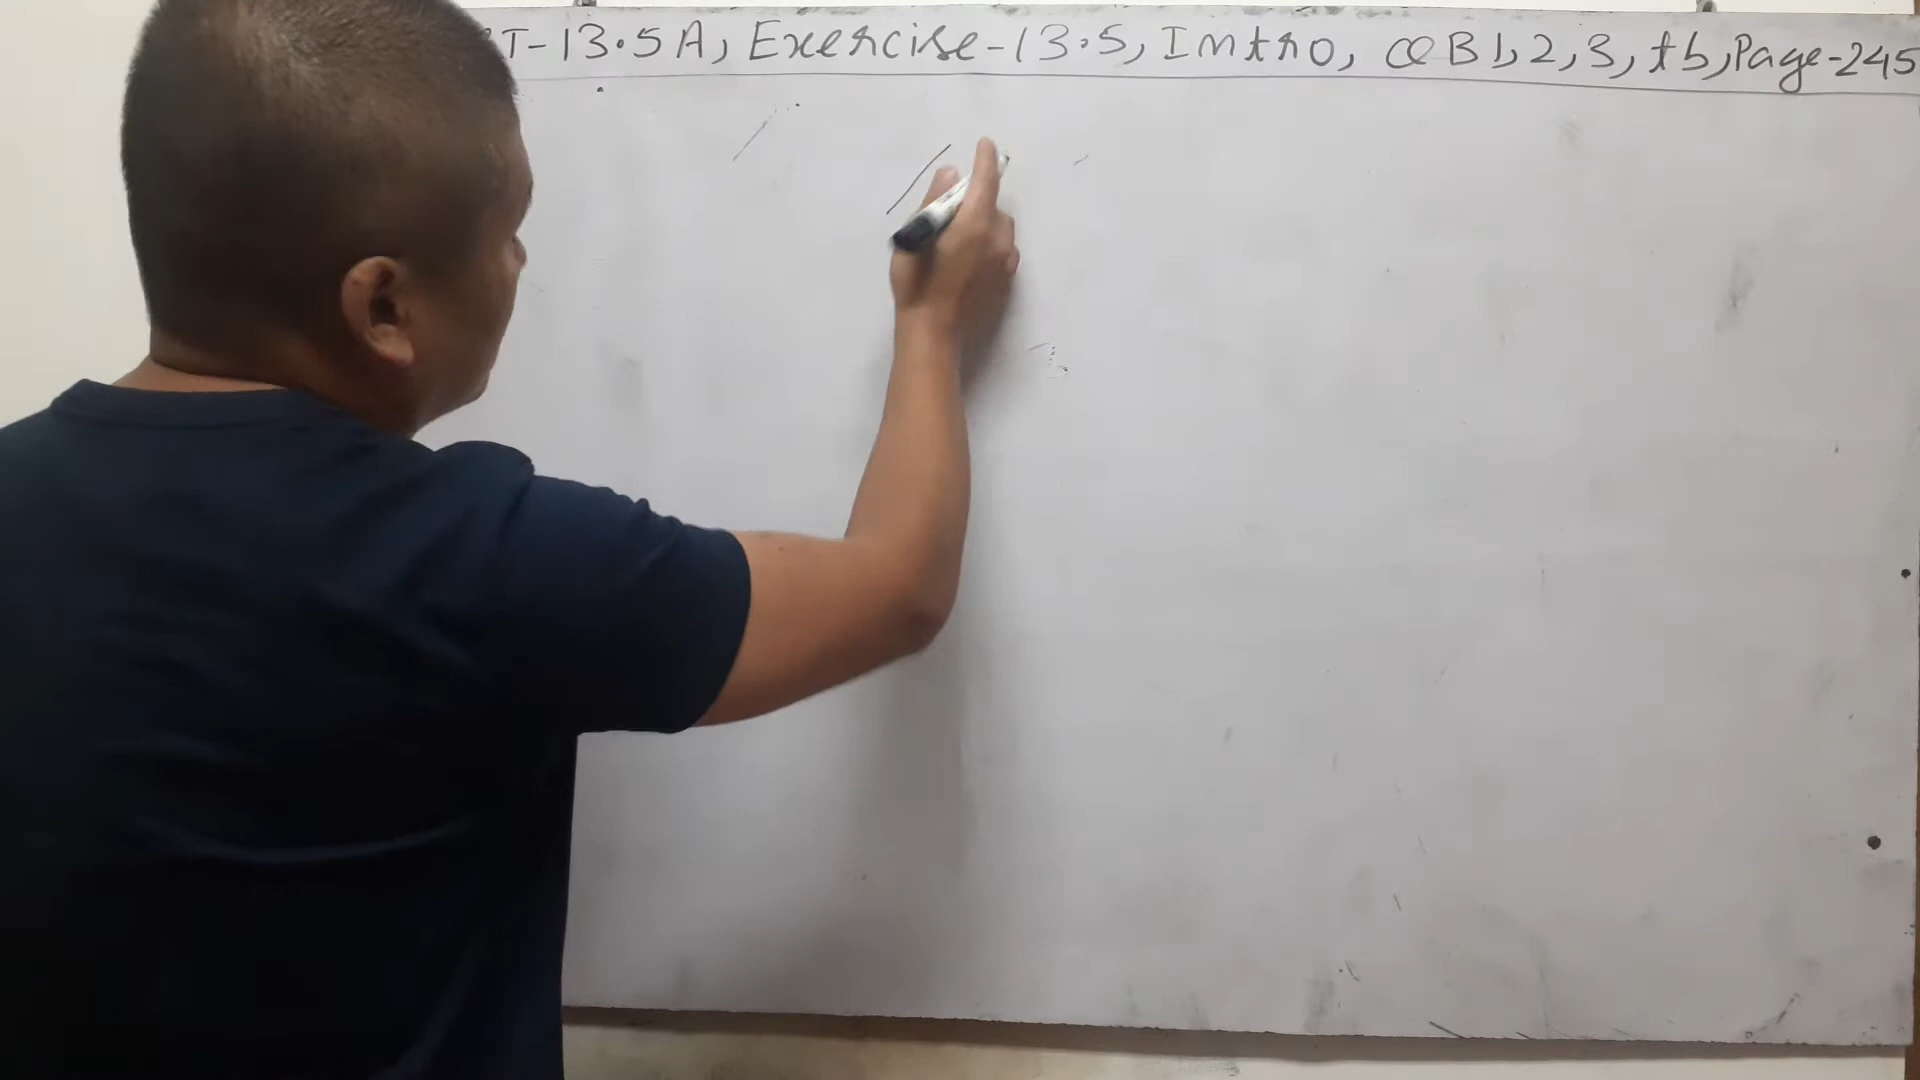 T-13.5A, Exercise-13.5, Intro, QB1,2,3, tb, Page-245